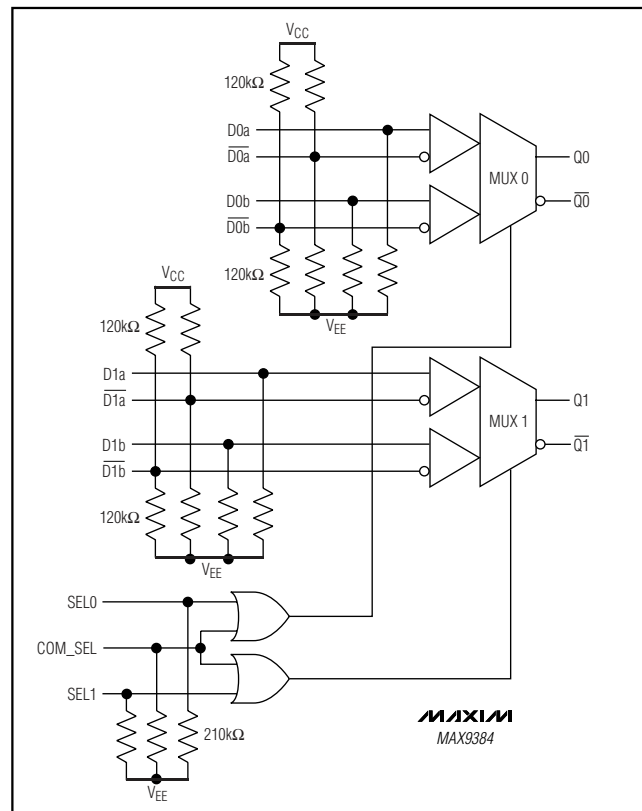 VCC
120kΩ
D0a
D0a
D0b
D0b
MUX 0
Q0
Q0
120kΩ
VEE
VCC
120kΩ
D1a
D1a
D1b
D1b
MUX 1
Q1
Q1
120kΩ
VEE
SEL0
COM_SEL
SEL1
210kΩ
VEE
MAXIM
MAX9384